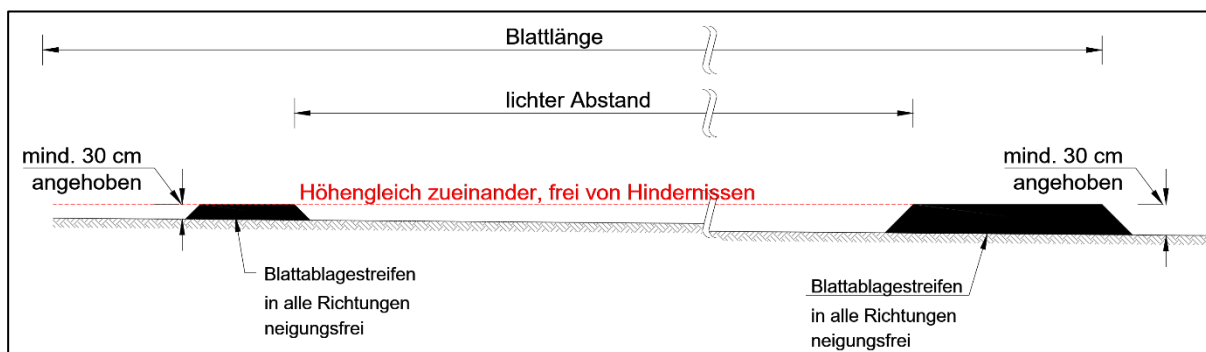 Blattlänge
lichter Abstand
mind. 30 cm
angehoben
mind. 30 cm
angehoben
Höhengleich zueinander, frei von Hindernissen
Blattablagestreifen
in alle Richtungen
neigungsfrei
Blattablagestreifen
in alle Richtungen
neigungsfrei